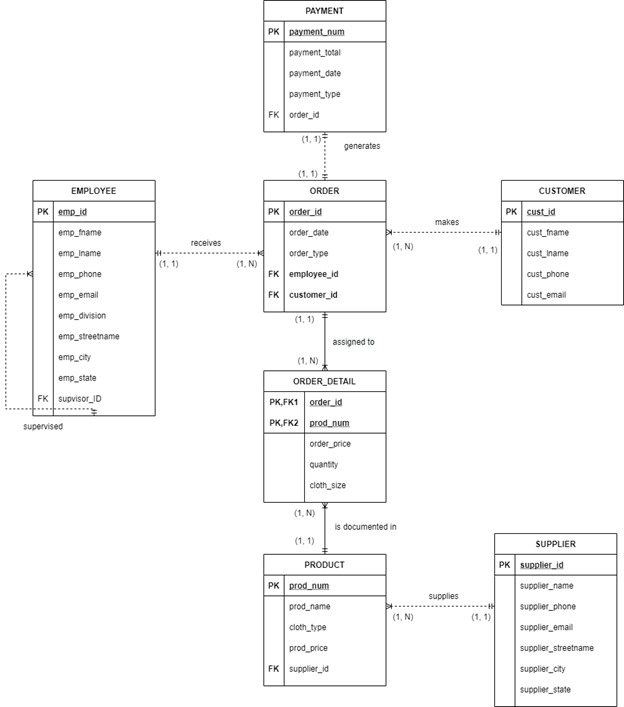 PAYMENT
PK payment_num
payment_total
payment_date
payment_type
FK order_id
(1, 1)
generates
(1, 1)
EMPLOYEE
PK emp_id
emp_fname
emp_lname
emp_phone
emp_email
emp_division
emp_streetname
emp_city
emp_state
FK supvisor_ID
supervised
receives
(1, 1)
(1, N)
ORDER
PK order_id
order_date
order_type
FK employee_id
FK customer_id
makes
(1, N)
(1, 1)
CUSTOMER
PK cust_id
cust_fname
cust_lname
cust_phone
cust_email
(1, 1)
assigned to
(1, N)
ORDER_DETAIL
PK,FK1 order_id
PK,FK2 prod_num
order_price
quantity
cloth_size
(1, N)
is documented in
(1, 1)
PRODUCT
PK prod_num
prod_name
cloth_type
prod_price
FK supplier_id
supplies
(1, N)
(1, 1)
SUPPLIER
PK supplier_id
supplier_name
supplier_phone
supplier_email
supplier_streetname
supplier_city
supplier_state